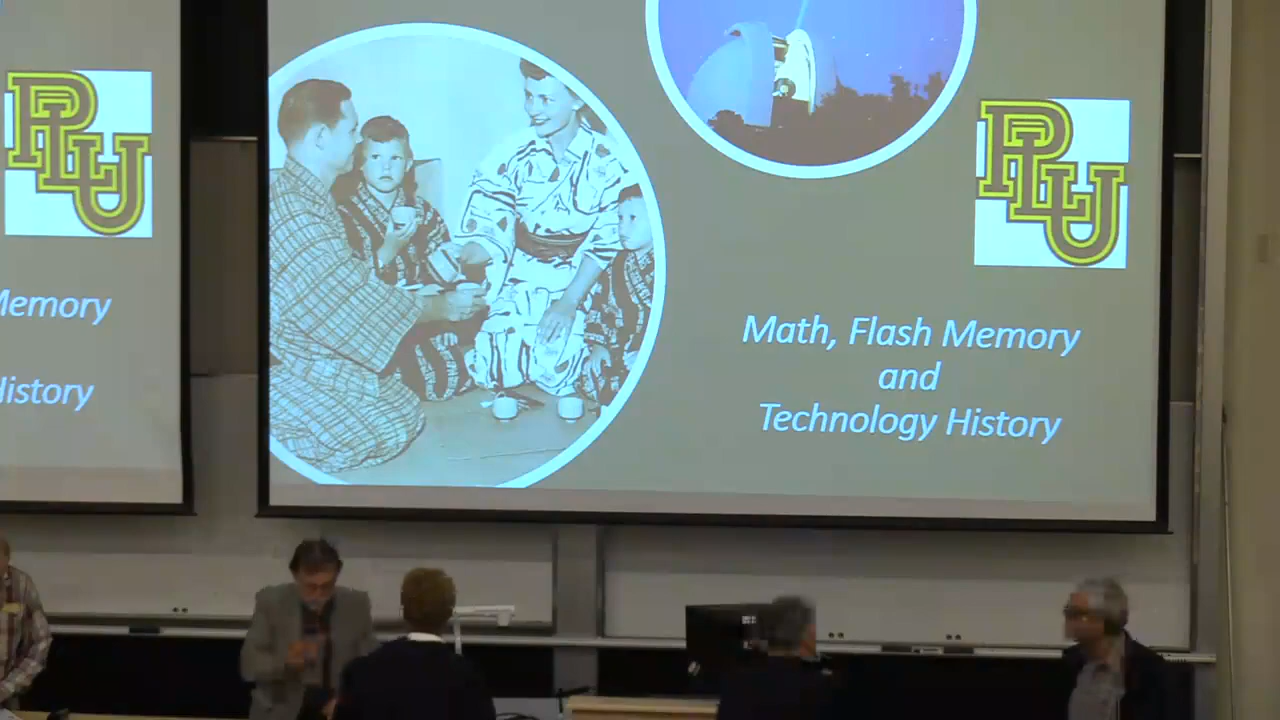 PLU
Memory
History
PLU
Math, Flash Memory
and
Technology History